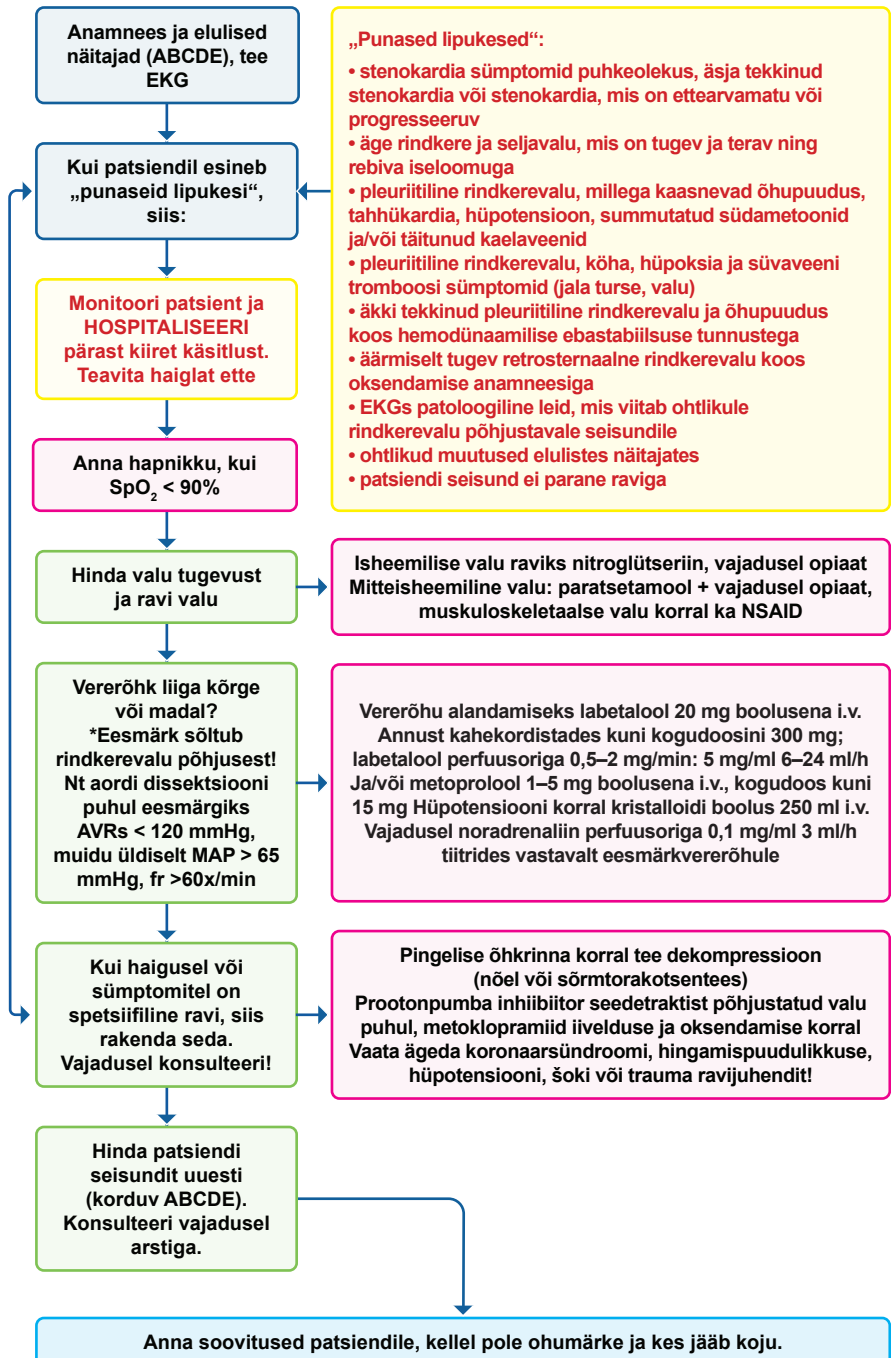 Anamnees ja elulised
näitajad (ABCDE), tee
EKG
Kui patsiendil esineb
„punaseid lipukesi“,
siis:
„Punased lipukesed“:
• stenokardia sümptomid puhkeolekus, äsja tekkinud
stenokardia või stenokardia, mis on ettearvamatu või
progresseeruv
• äge rindkere ja seljavalu, mis on tugev ja terav ning
rebiva iseloomuga
• pleuriitiline rindkerevalu, millega kaasnevad õhupuudus,
tahhükardia, hüpotensioon, summutatud südametoonid
ja/või täitunud kaelaveenid
• pleuriitiline rindkerevalu, köha, hüpoksia ja süvaveeni
tromboosi sümptomid (jala turse, valu)
• äkki tekkinud pleuriitiline rindkerevalu ja õhupuudus
koos hemodünaamilise ebastabiilsuse tunnustega
• äärmiselt tugev retrosternaalne rindkerevalu koos
oksendamise anamneesiga
• EKGs patoloogiline leid, mis viitab ohtlikule
rindkerevalu põhjustavale seisundile
• ohtlikud muutused elulistes näitajates
• patsiendi seisund ei parane raviga
Monitoori patsient ja
HOSPITALISEERI
pärast kiiret käsitlust.
Teavita haiglat ette
Anna hapnikku, kui
SpO₂ < 90%
Hinda valu tugevust
ja ravi valu
Isheemilise valu raviks nitroglütseriin, vajadusel opiaat
Mitteisheemiline valu: paratsetamool + vajadusel opiaat,
muskuloskeletaalse valu korral ka NSAID
Vererõhk liiga kõrge
või madal?
*Eesmärk sõltub
rindkerevalu põhjusest!
Nt aordi dissektsiooni
puhul eesmärgiks
AVRs < 120 mmHg,
muidu üldiselt MAP > 65
mmHg, fr >60x/min
Vererõhu alandamiseks labetalool 20 mg boolusena i.v.
Annust kahekordistades kuni kogudoosini 300 mg;
labetalool perfuusoriga 0,5–2 mg/min: 5 mg/ml 6–24 ml/h
Ja/või metoprolool 1–5 mg boolusena i.v., kogudoos kuni
15 mg Hüpotensiooni korral kristalloidi boolus 250 ml i.v.
Vajadusel noradrenaliin perfuusoriga 0,1 mg/ml 3 ml/h
tiitrides vastavalt eesmärkvererõhule
Kui haigusel või
sümptomitel on
spetsiifiline ravi, siis
rakenda seda.
Vajadusel konsulteeri!
Pingelise õhkrinna korral tee dekompressioon
(nõel või sõrmtorakotsentees)
Prootonpumba inhiibiitor seedetraktist põhjustatud valu
puhul, metoklopramiid iivelduse ja oksendamise korral
Vaata ägeda koronaarsündroomi, hingamispuudulikkuse,
hüpotensiooni, šoki või trauma ravijuhendit!
Hinda patsiendi
seisundit uuesti
(korduv ABCDE).
Konsulteeri vajadusel
arstiga.
Anna soovitused patsiendile, kellel pole ohumärke ja kes jääb koju.